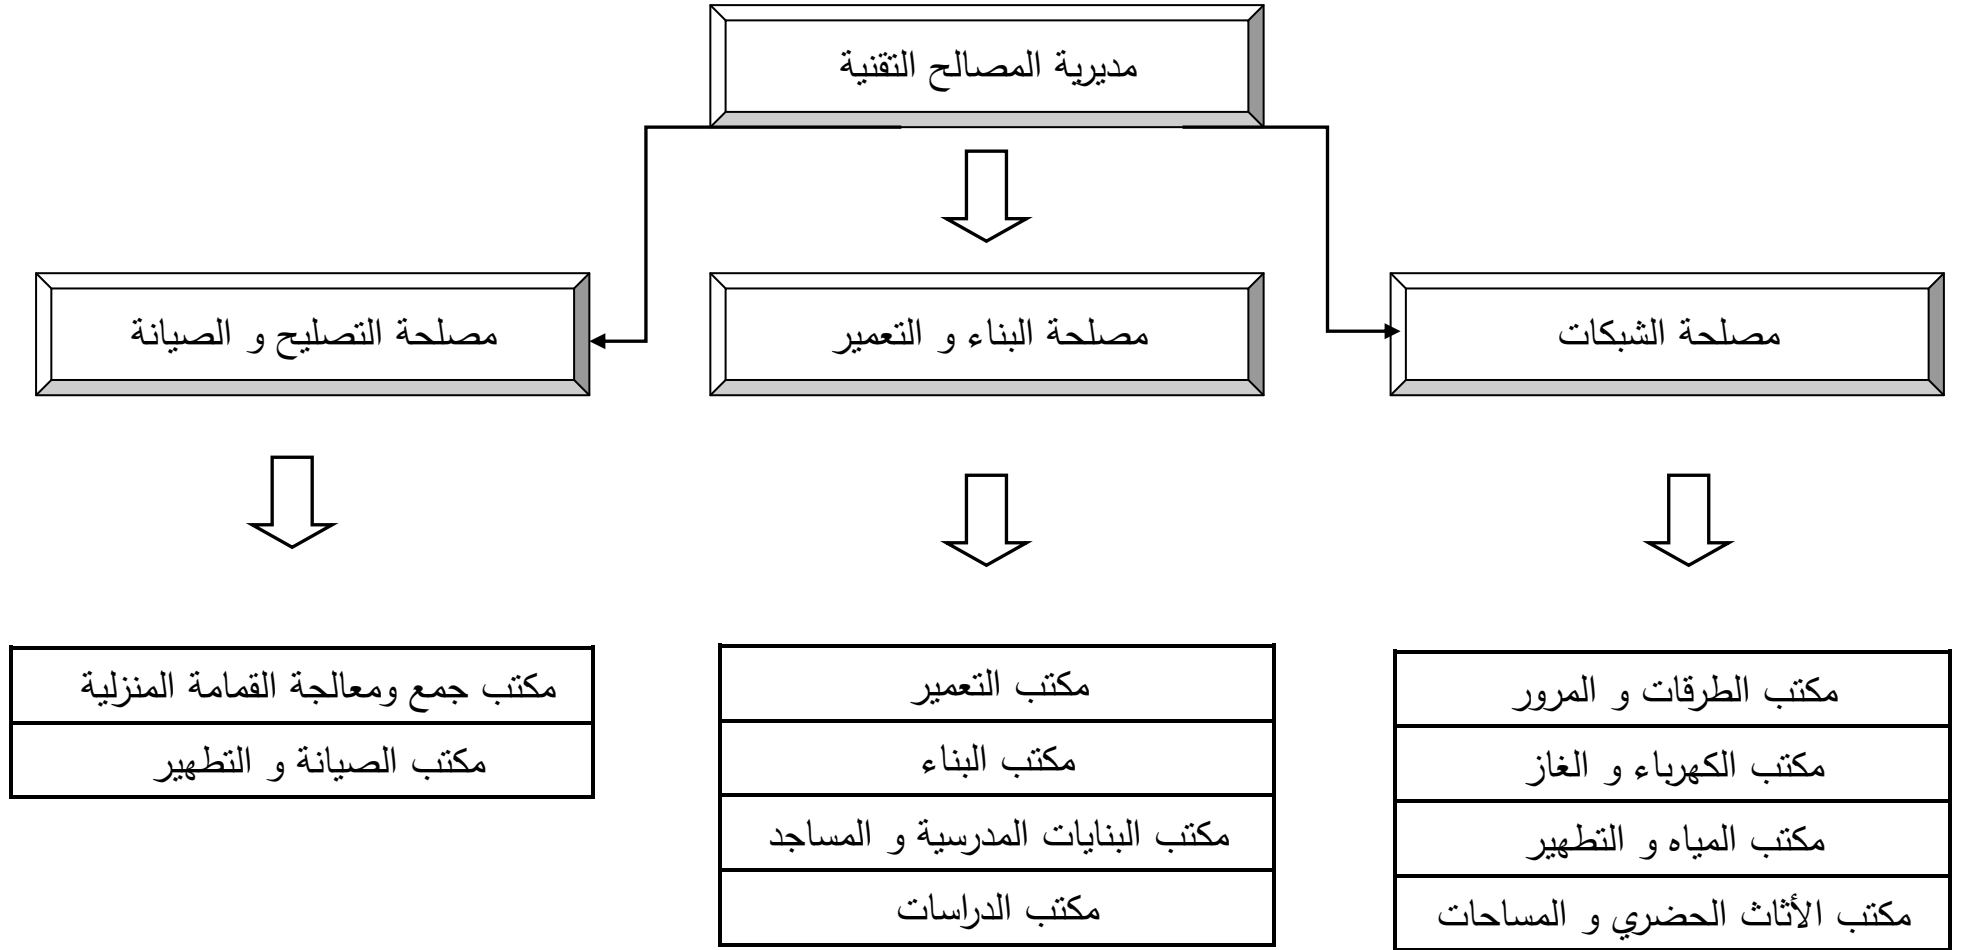 مديرية المصالح التقنية
مصلحة الشبكات
مصلحة البناء و التعمير
مصلحة التصليح و الصيانة
مكتب الطرقات و المرور
مكتب الكهرباء و الغاز
مكتب المياه و التطهير
مكتب الأثاث الحضري و المساحات
مكتب التعمير
مكتب البناء
مكتب البنايات المدرسية و المساجد
مكتب الدراسات
مكتب جمع ومعالجة القمامة المنزلية
مكتب الصيانة و التطهير